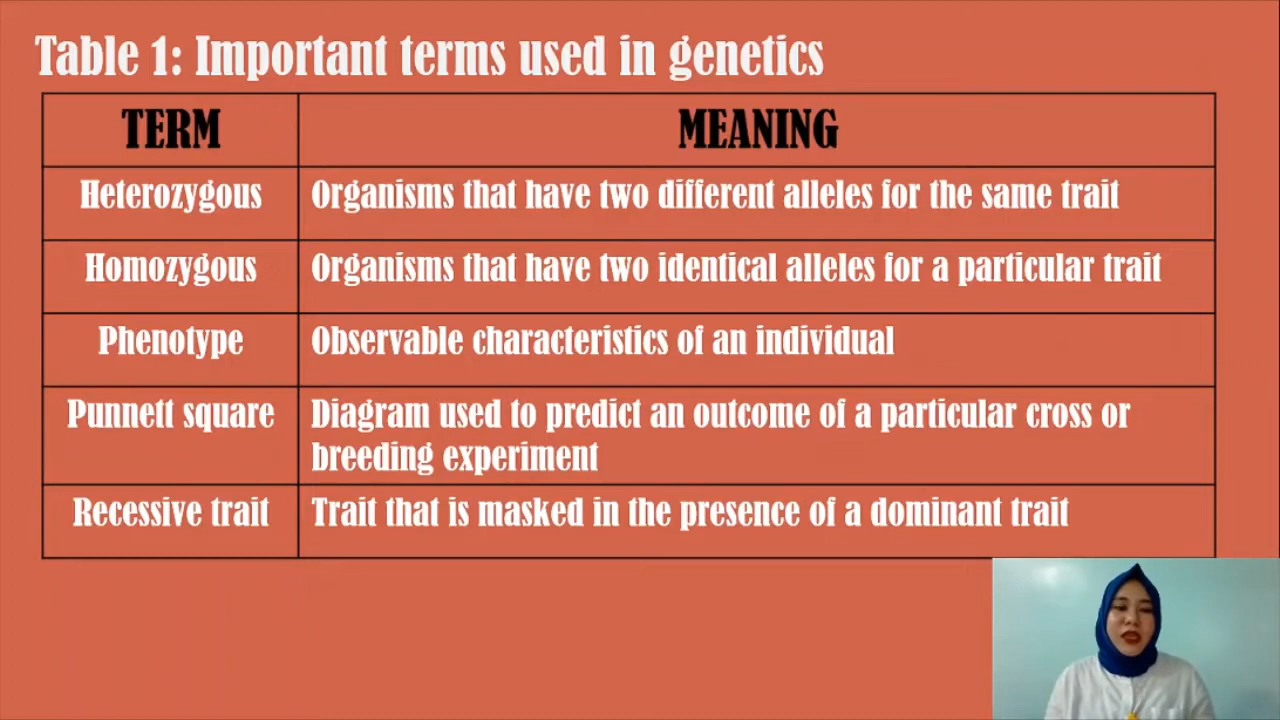 Table 1: Important terms used in genetics
TERM
MEANING
Heterozygous
Organisms that have two different alleles for the same trait
Homozygous
Organisms that have two identical alleles for a particular trait
Phenotype
Observable characteristics of an individual
Punnett square
Diagram used to predict an outcome of a particular cross or
breeding experiment
Recessive trait
Trait that is masked in the presence of a dominant trait